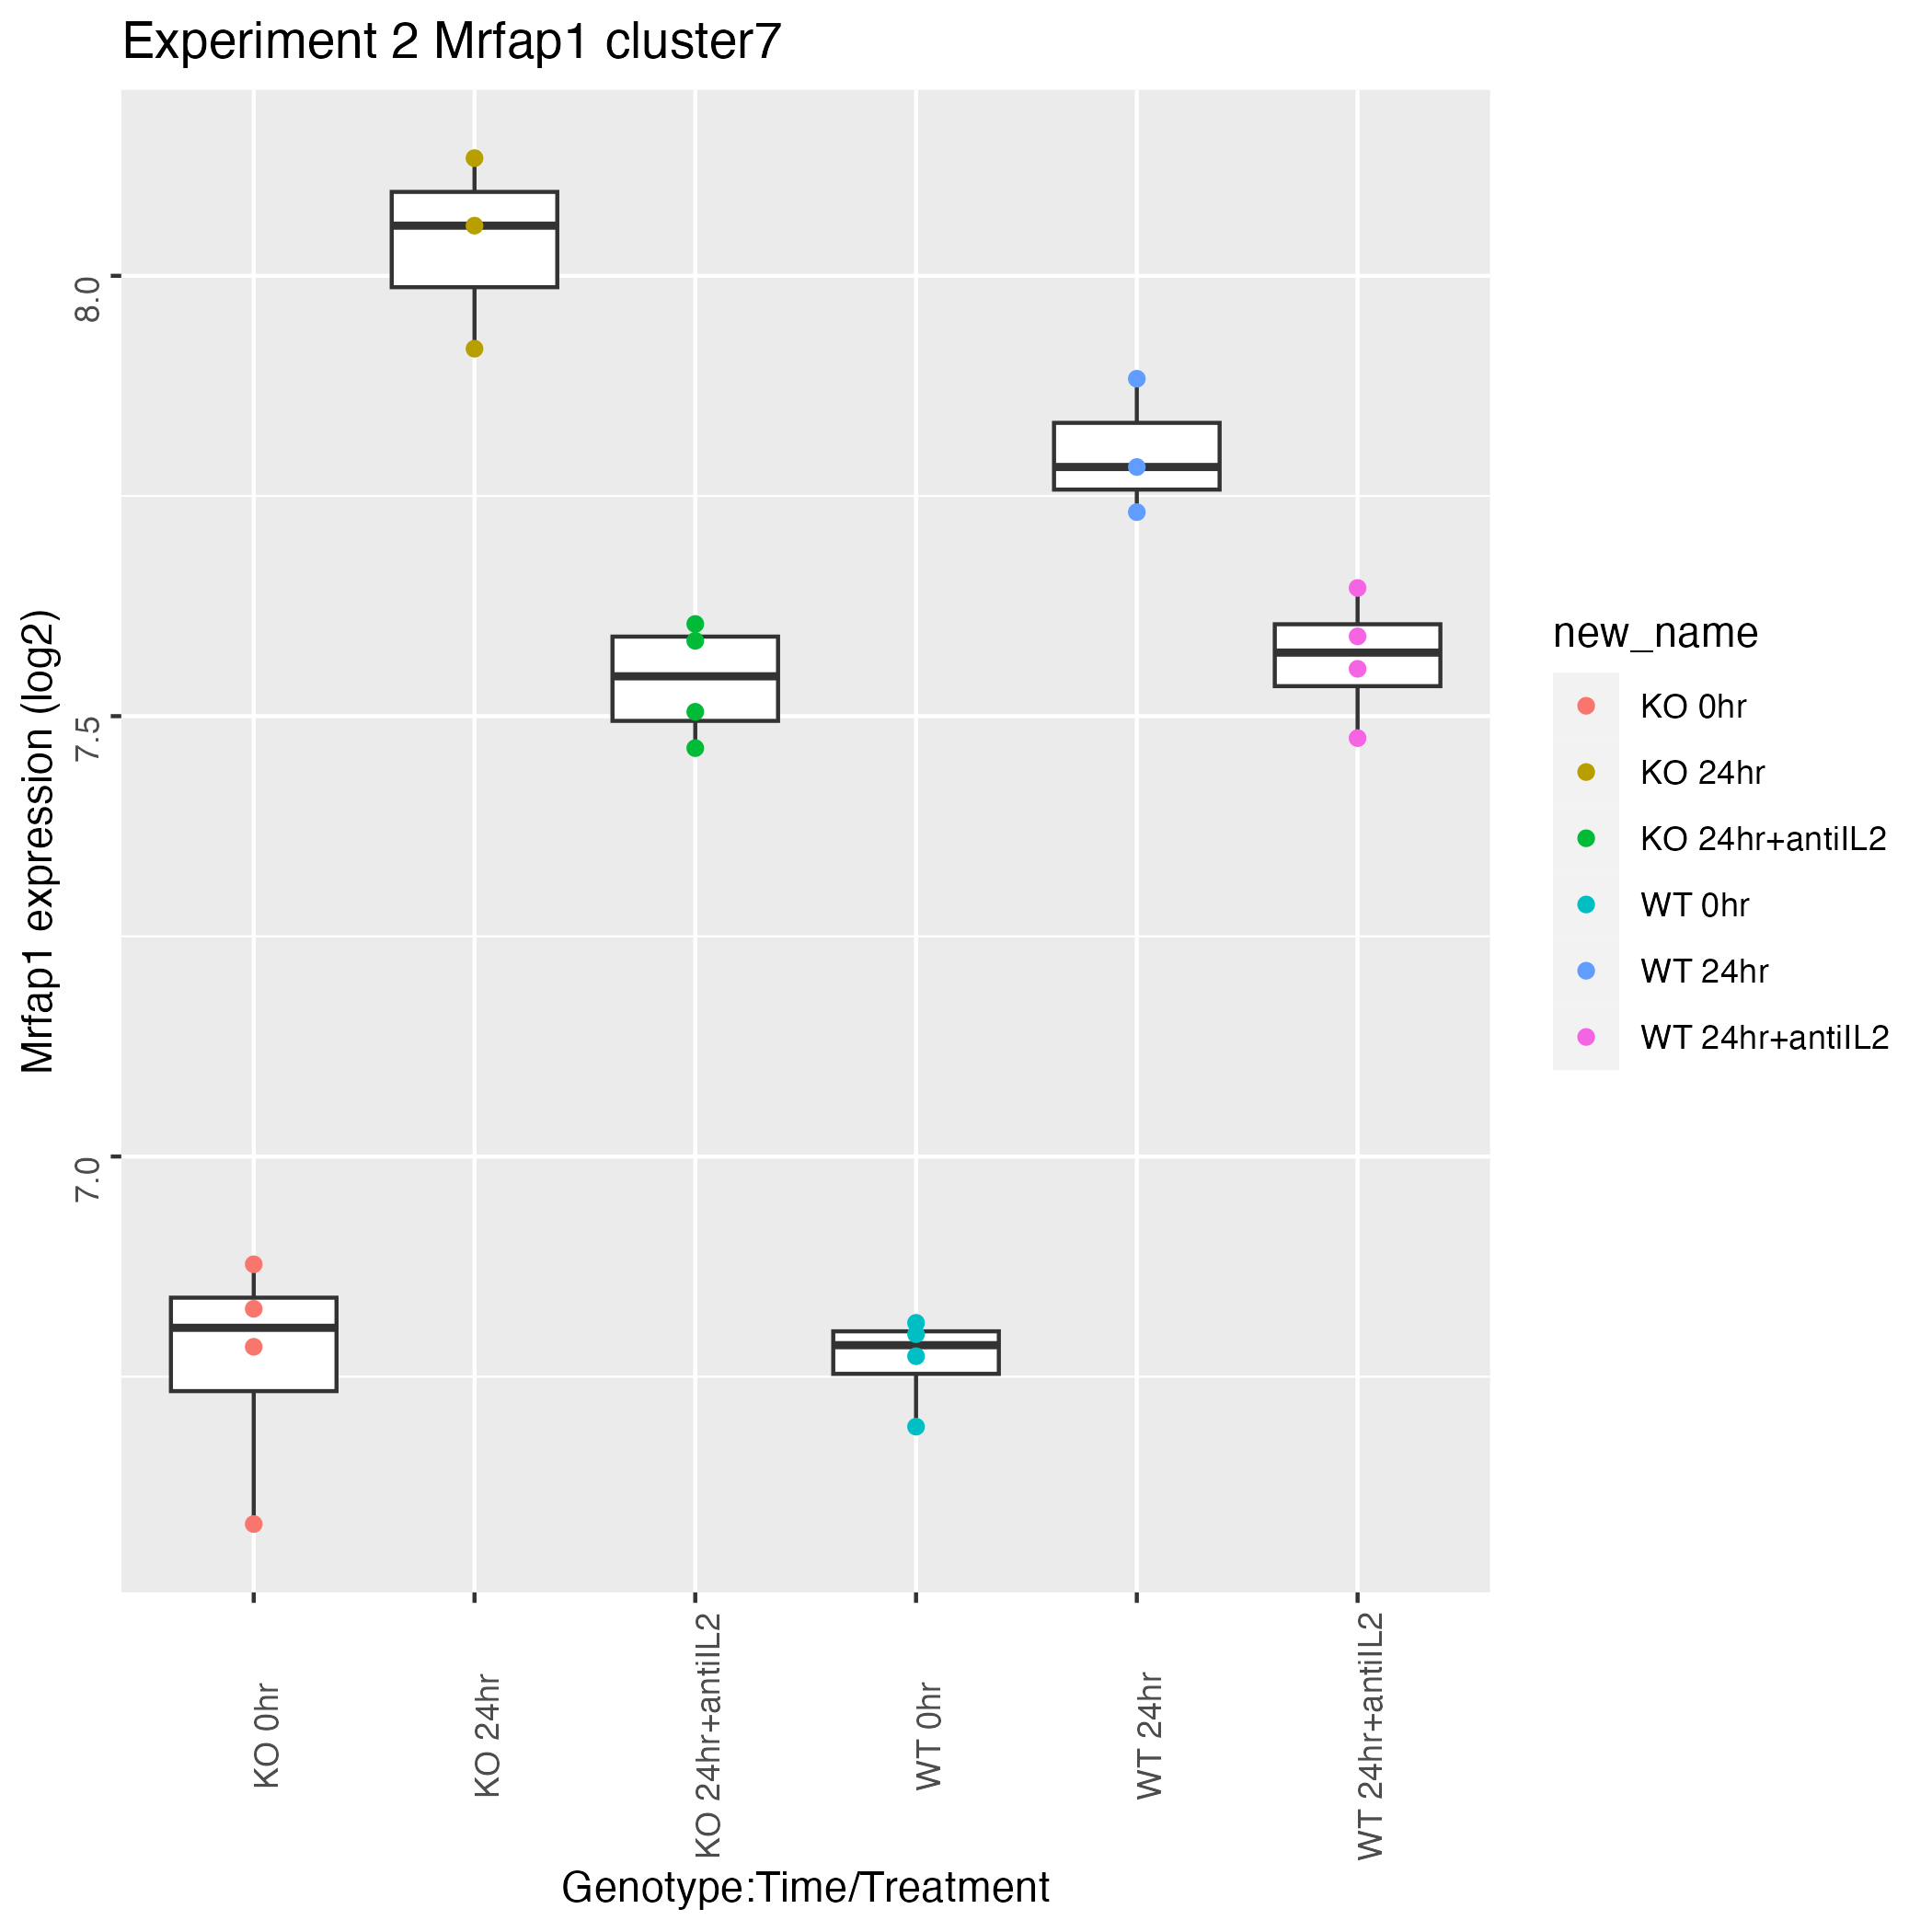 Experiment 2 Mrfap1 cluster7
Mrfap1 expression (log2)
8.0
7.5
7.0
KO 0hr
KO 24hr
KO 24hr+antiIL2
WT 0hr
WT 24hr
WT 24hr+antiIL2
Genotype:Time/Treatment
new_name
KO 0hr
KO 24hr
KO 24hr+antiIL2
WT 0hr
WT 24hr
WT 24hr+antiIL2